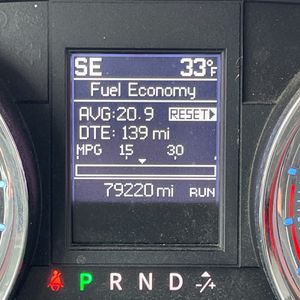 SE 33°F
Fuel Economy
AVG:20.9 RESET
DTE: 139 mi
MPG 15 30
79220 mi RUN
P R N D -/+